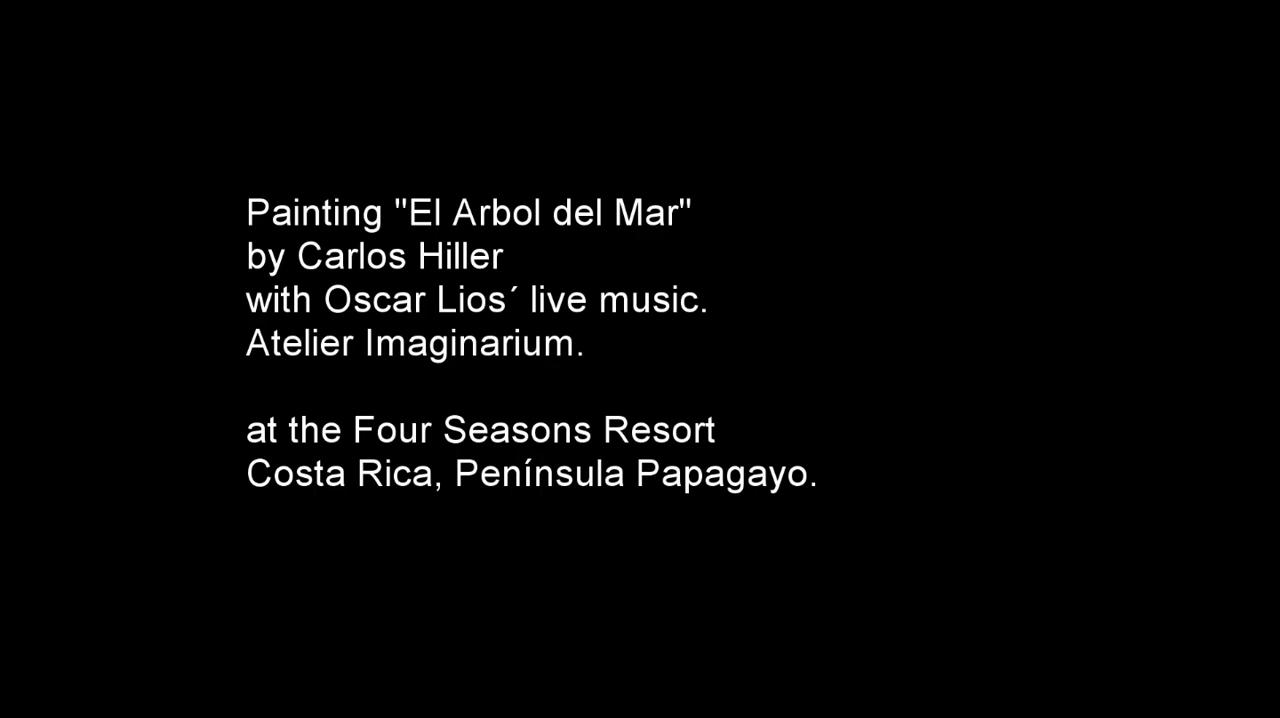 Painting "El Arbol del Mar"
by Carlos Hiller
with Oscar Lios´ live music.
Atelier Imaginarium.
at the Four Seasons Resort
Costa Rica, Península Papagayo.